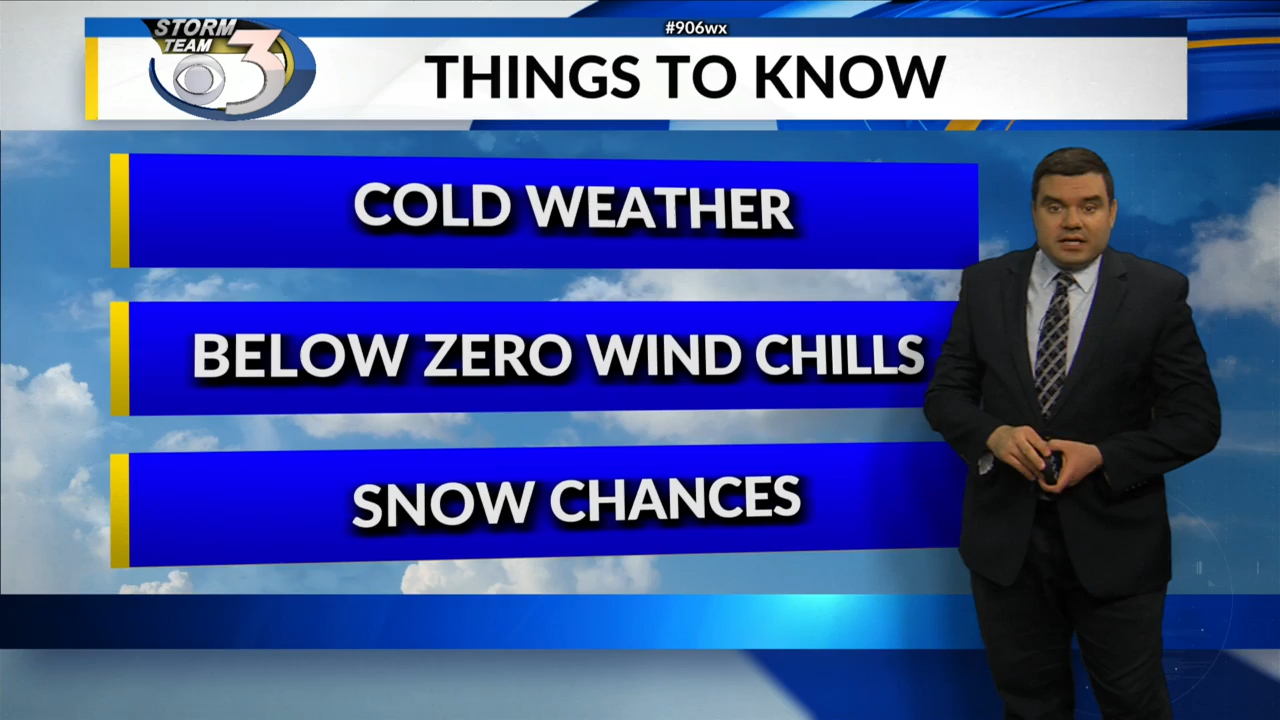 STORM
TEAM
3
#906wx
THINGS TO KNOW
COLD WEATHER
BELOW ZERO WIND CHILLS
SNOW CHANCES